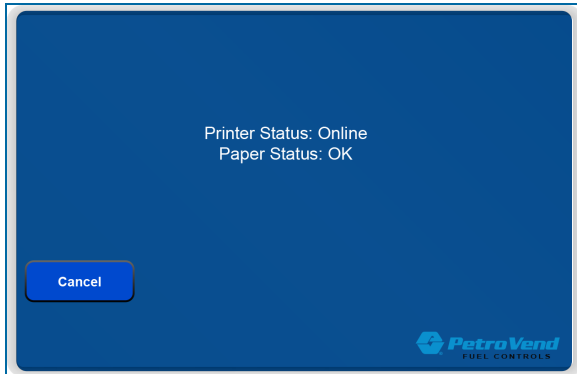 Printer Status: Online
Paper Status: OK
Cancel
PetroVend
FUEL CONTROLS